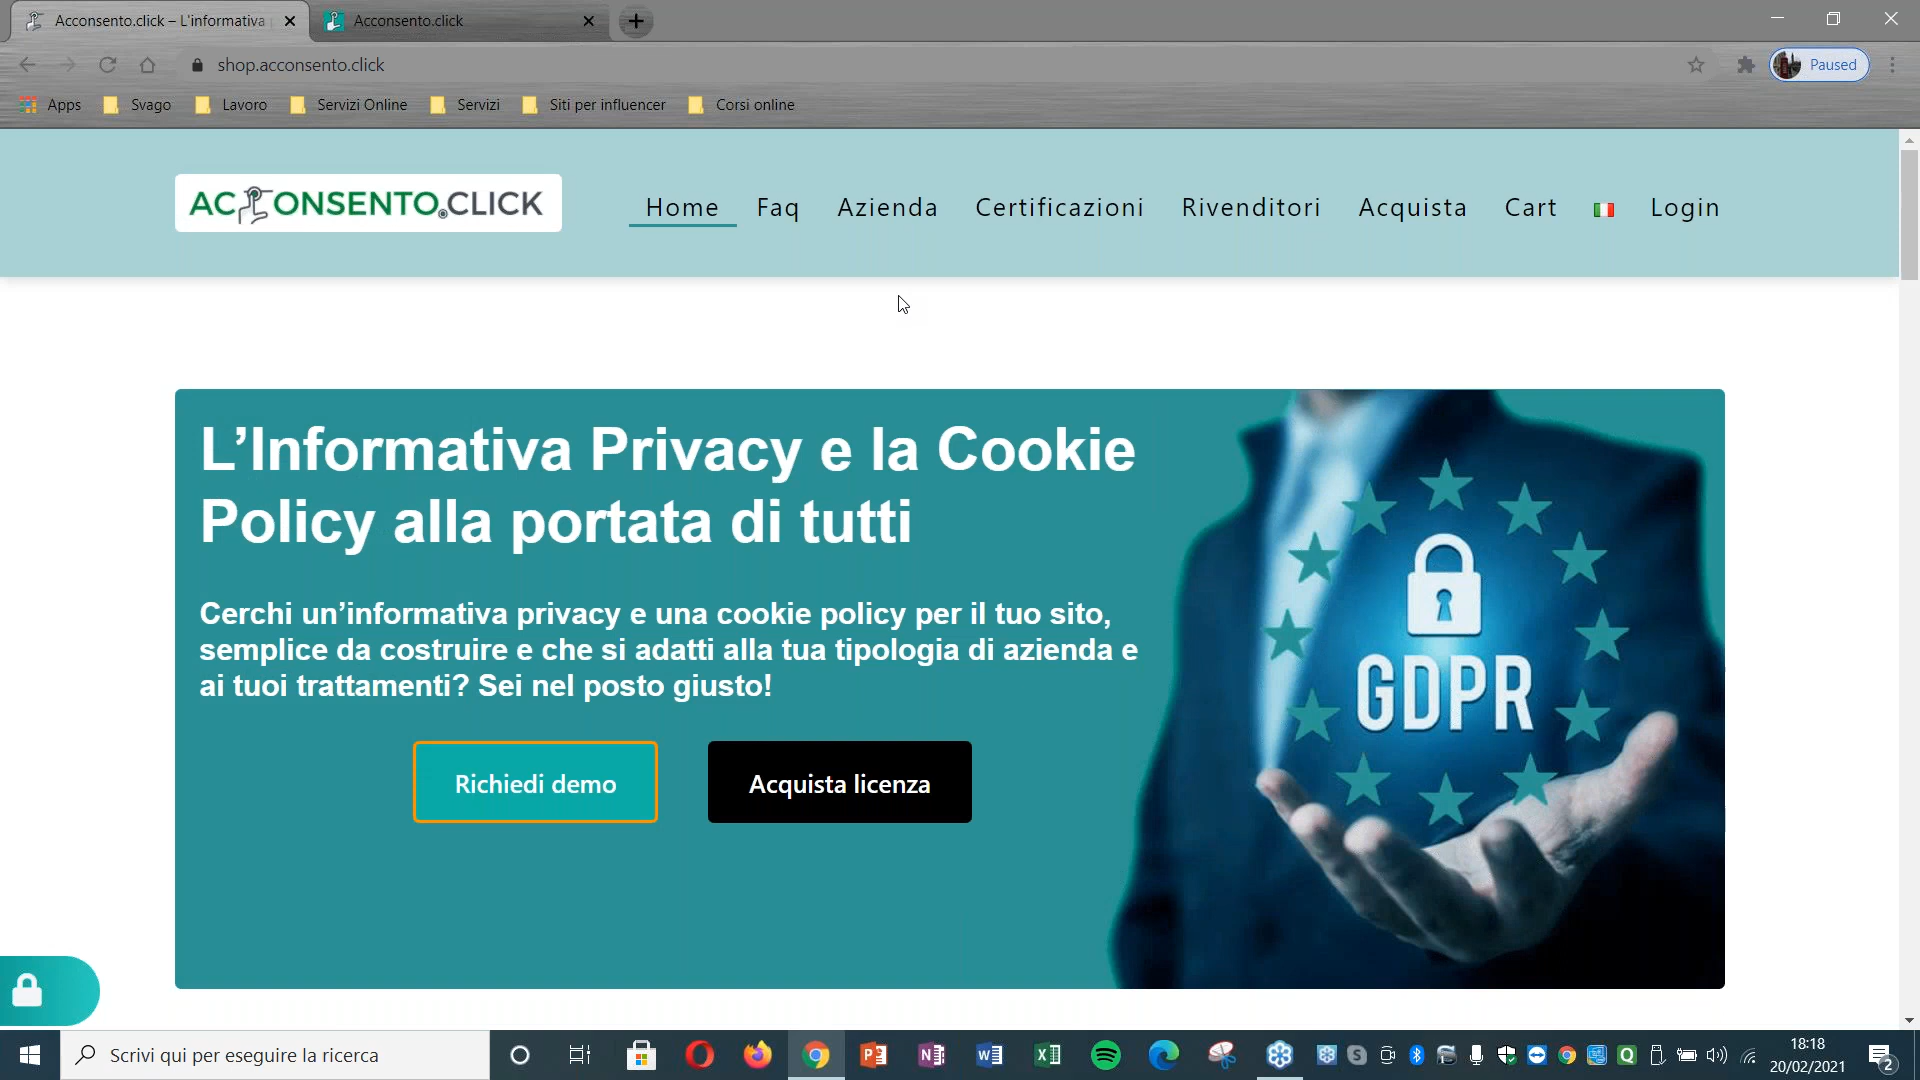 Acconsento.click – L'informativa
Acconsento.click
shop.acconsento.click
Paused
Apps
Svago
Lavoro
Servizi Online
Servizi
Siti per influencer
Corsi online
ACCONSENTO.CLICK
Home
Faq
Azienda
Certificazioni
Rivenditori
Acquista
Cart
Login
L’Informativa Privacy e la Cookie
Policy alla portata di tutti
Cerchi un’informativa privacy e una cookie policy per il tuo sito,
semplice da costruire e che si adatti alla tua tipologia di azienda e
ai tuoi trattamenti? Sei nel posto giusto!
Richiedi demo
Acquista licenza
GDPR
Scrivi qui per eseguire la ricerca
18:18
20/02/2021
2